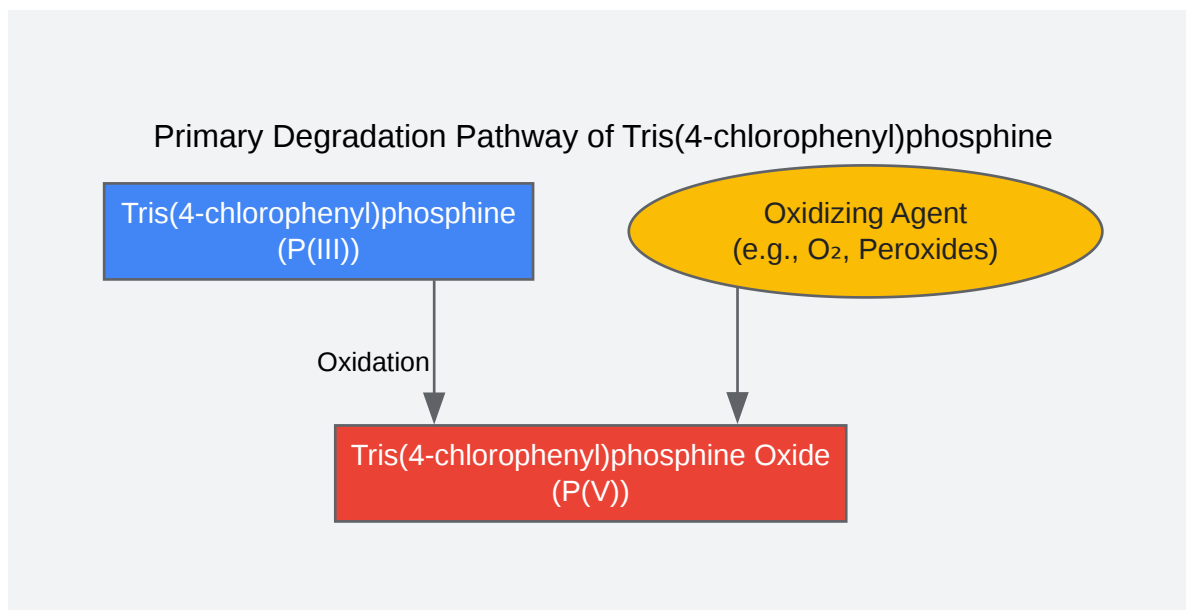 Primary Degradation Pathway of Tris(4-chlorophenyl)phosphine
Tris(4-chlorophenyl)phosphine
(P(III))
Oxidizing Agent
(e.g., O₂, Peroxides)
Oxidation
Tris(4-chlorophenyl)phosphine Oxide
(P(V))